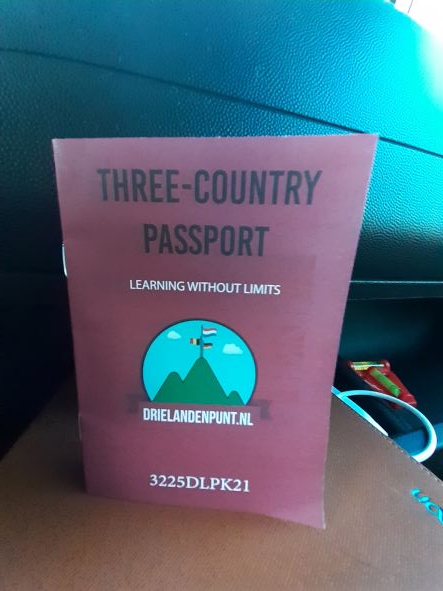 THREE-COUNTRY
PASSPORT
LEARNING WITHOUT LIMITS
DRIELANDENPUNT.NL
3225DLPK21